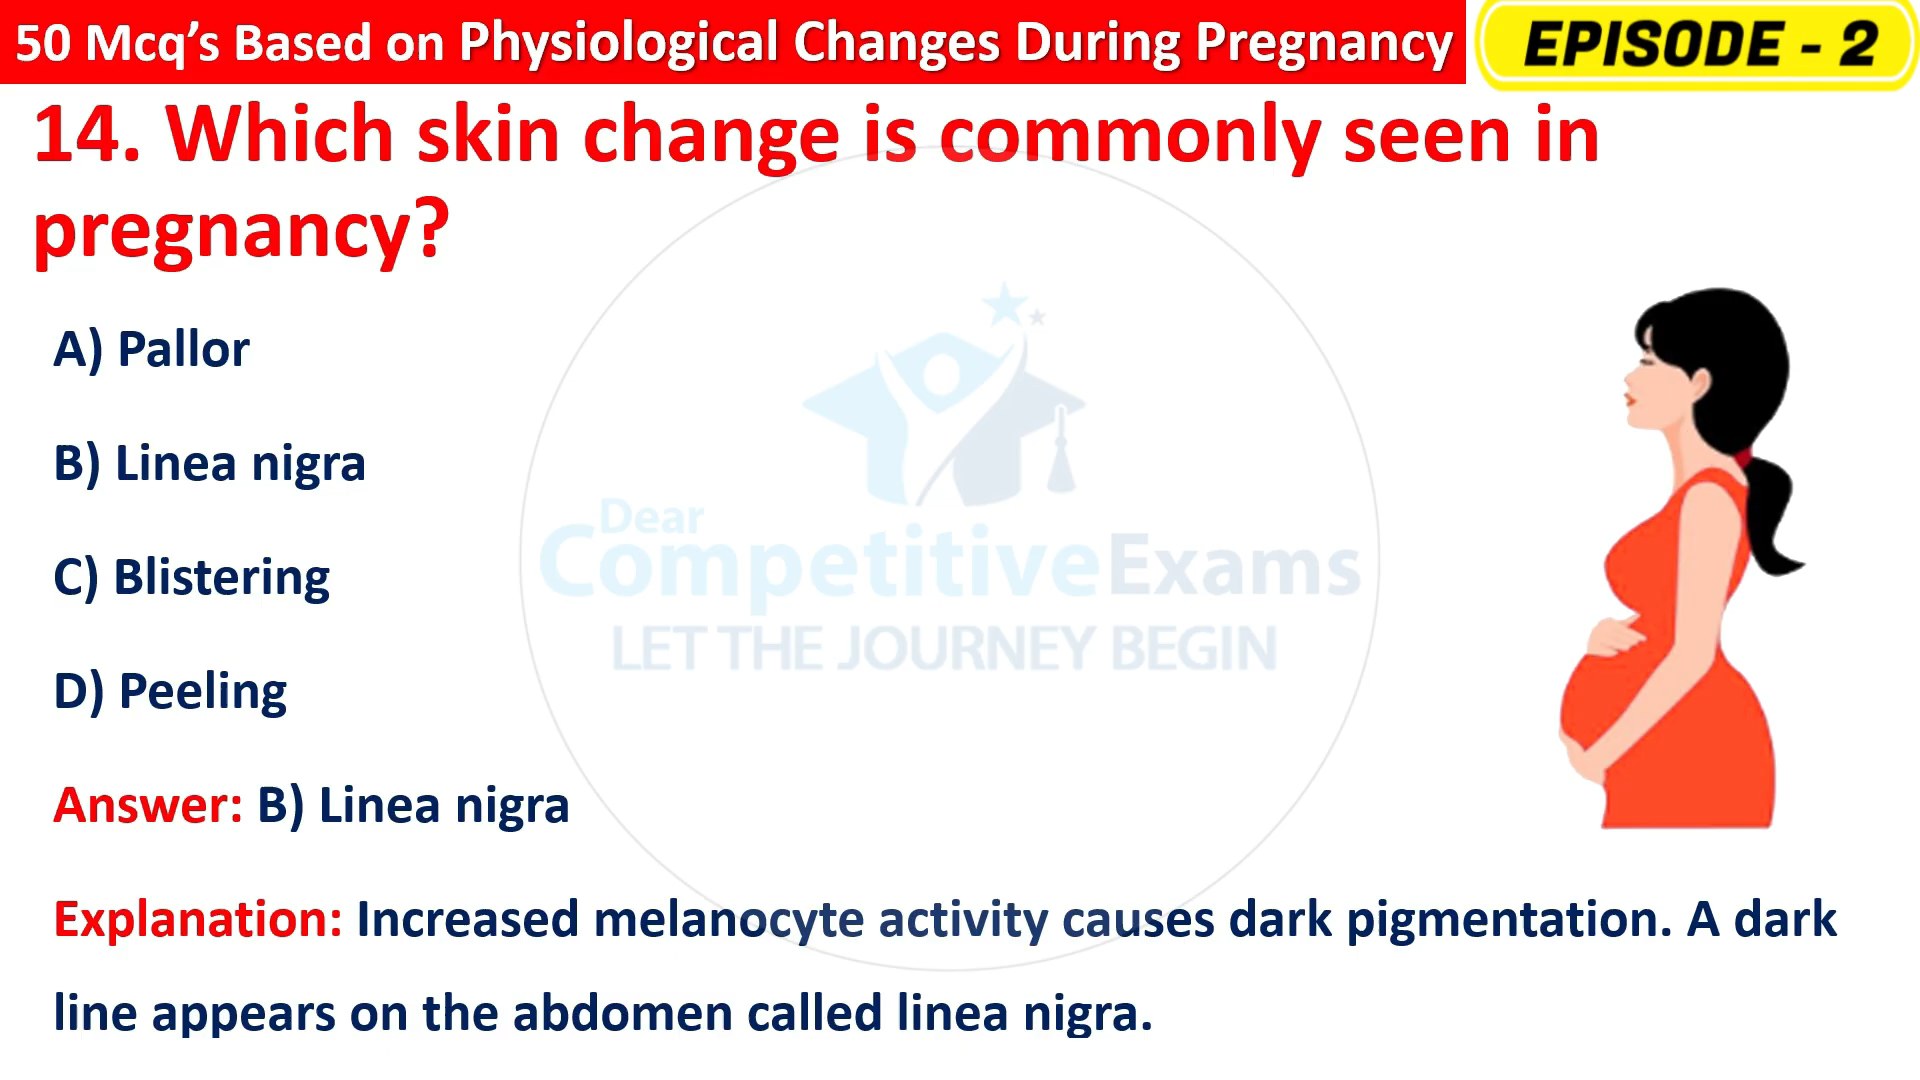 50 Mcq’s Based on Physiological Changes During Pregnancy
EPISODE - 2
14. Which skin change is commonly seen in
pregnancy?
A) Pallor
B) Linea nigra
C) Blistering
D) Peeling
Dear
CompetitiveExams
LET THE JOURNEY BEGIN
Answer: B) Linea nigra
Explanation: Increased melanocyte activity causes dark pigmentation. A dark
line appears on the abdomen called linea nigra.